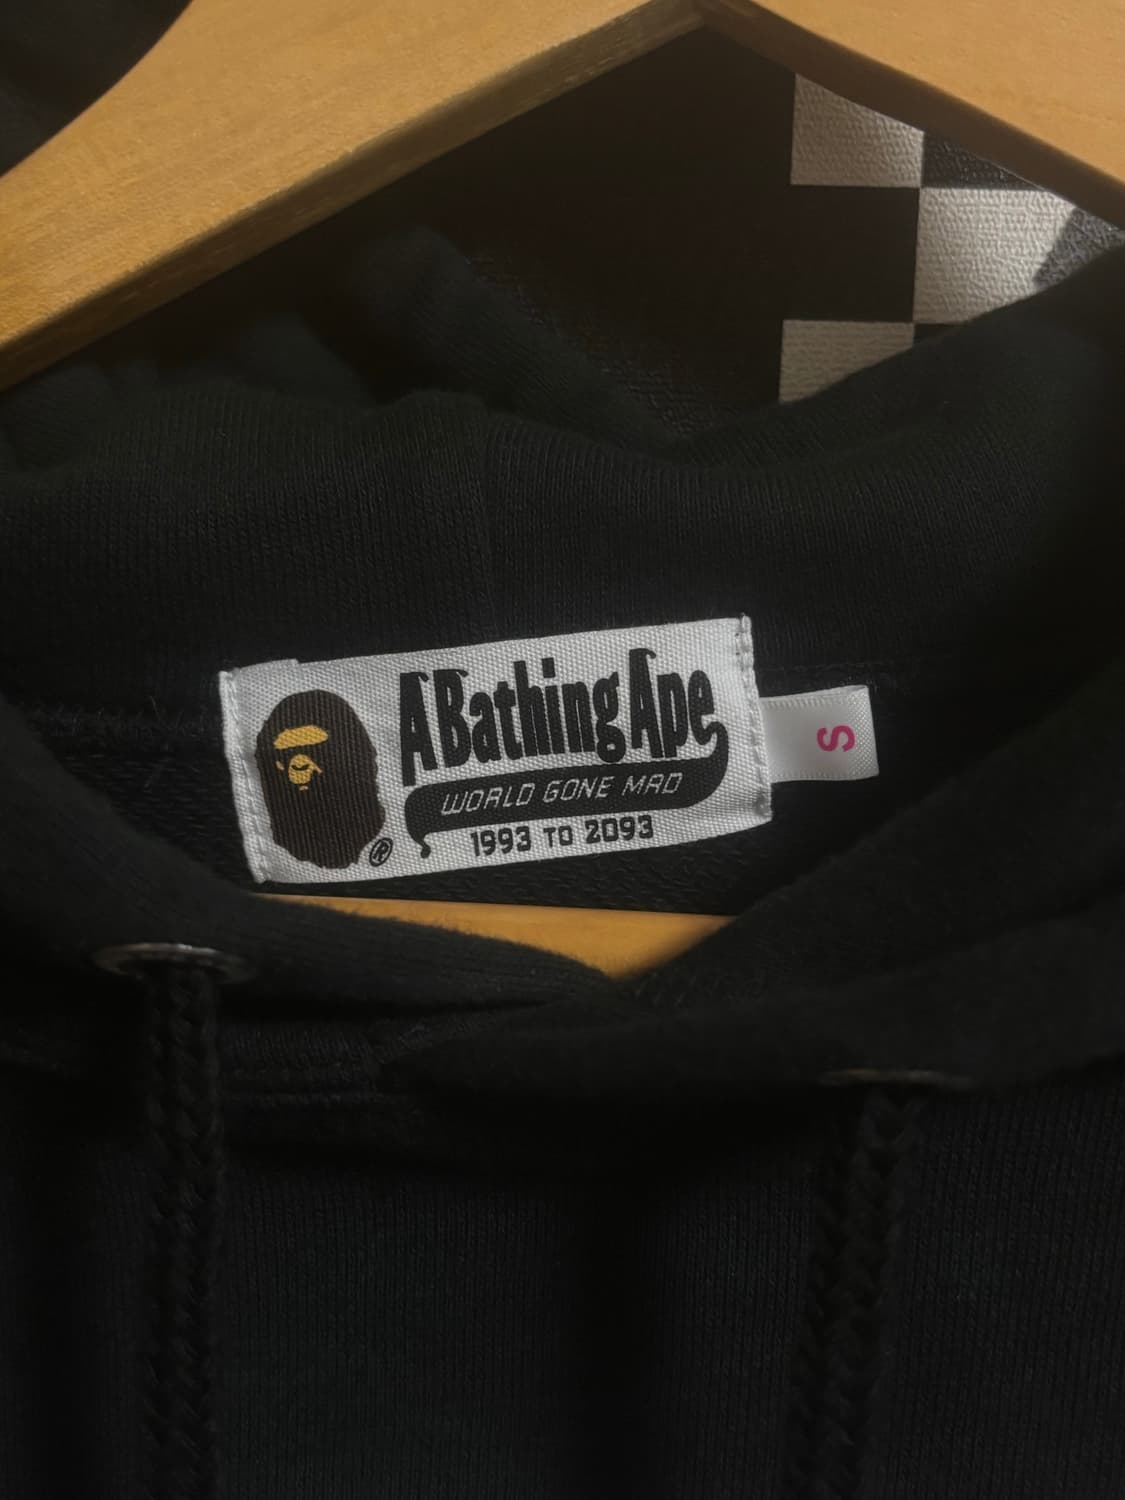 A Bathing Ape
WORLD GONE MAD
1993 TO 2093
®
S